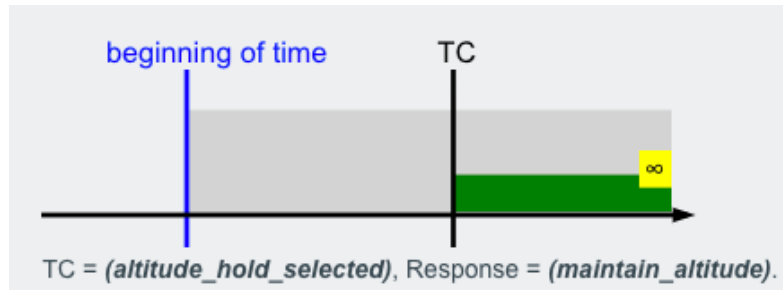 beginning of time TC
∞
TC = (altitude_hold_selected), Response = (maintain_altitude).